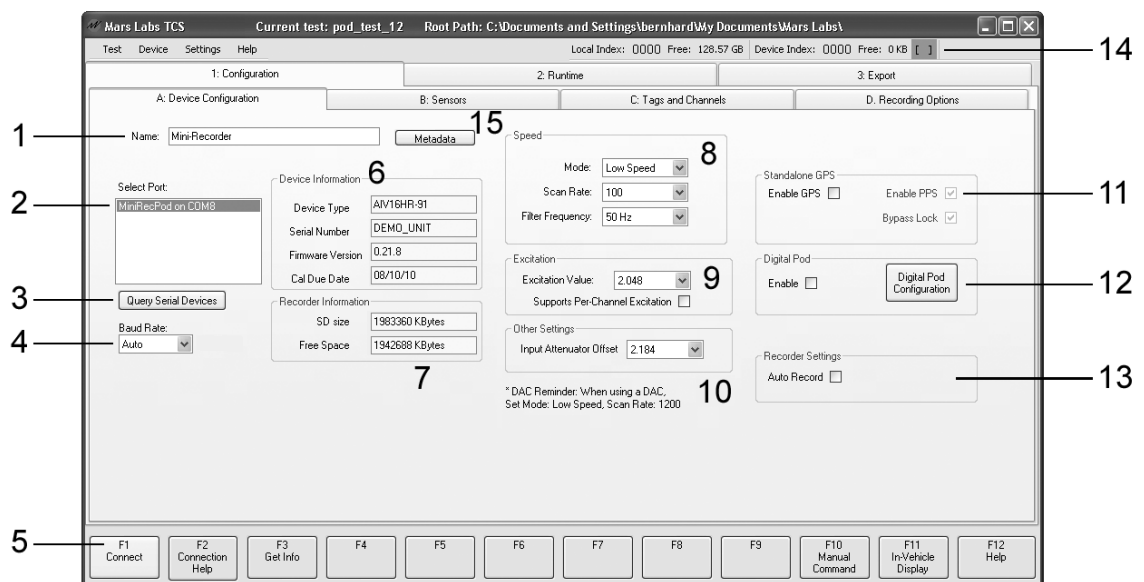 Mars Labs TCS Current test: pod_test_12 Root Path: C:\Documents and Settings\bernhard\My Documents\Mars Labs\
Test Device Settings Help Local Index: 0000 Free: 128.57 GB Device Index: 0000 Free: 0 KB [ ] 14
1: Configuration 2: Runtime 3: Export
A: Device Configuration B: Sensors C: Tags and Channels D. Recording Options
1 Name: Mini-Recorder Metadata 15
2
Select Port:
MiniRecPod on COM8
3 Query Serial Devices
4
Baud Rate:
Auto
Device Information 6
Device Type AIV16HR-91
Serial Number DEMO_UNIT
Firmware Version 0.21.8
Cal Due Date 08/10/10
Recorder Information
SD size 1983360 KBytes
Free Space 1942688 KBytes
7
Speed
8
Mode: Low Speed
Scan Rate: 100
Filter Frequency: 50 Hz
Excitation
Excitation Value: 2.048 9
Supports Per-Channel Excitation
Other Settings
Input Attenuator Offset 2.184
10
* DAC Reminder: When using a DAC,
Set Mode: Low Speed, Scan Rate: 1200
Standalone GPS
Enable GPS Enable PPS 11
Bypass Lock
Digital Pod
Enable
Digital Pod
Configuration
12
Recorder Settings
Auto Record 13
5
F1
Connect
F2
Connection
Help
F3
Get Info
F4
F5
F6
F7
F8
F9
F10
Manual
Command
F11
In-Vehicle
Display
F12
Help